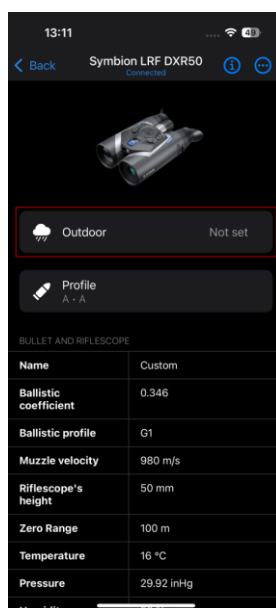 13:11
49
Back
Symbion LRF DXR50
Connected
Outdoor
Not set
Profile
A - A
BULLET AND RIFLESCOPE
Name
Custom
Ballistic
coefficient
0.346
Ballistic profile
G1
Muzzle velocity
980 m/s
Riflescope's
height
50 mm
Zero Range
100 m
Temperature
16 °C
Pressure
29.92 inHg